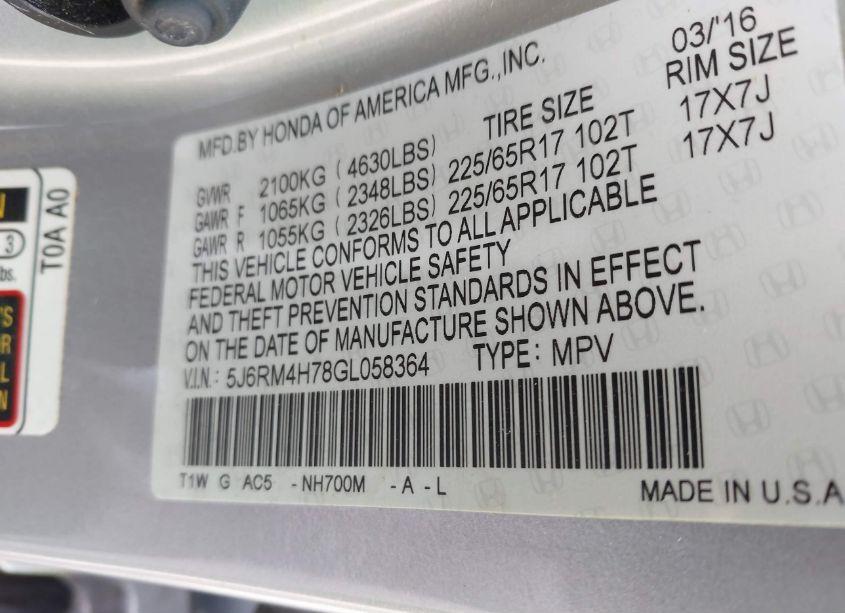 03/'16
MFD.BY HONDA OF AMERICA MFG.,INC.
TIRE SIZE RIM SIZE
GVWR 2100KG ( 4630LBS)
GAWR F 1065KG ( 2348LBS) 225/65R17 102T 17X7J
GAWR R 1055KG ( 2326LBS) 225/65R17 102T 17X7J
THIS VEHICLE CONFORMS TO ALL APPLICABLE
FEDERAL MOTOR VEHICLE SAFETY
AND THEFT PREVENTION STANDARDS IN EFFECT
ON THE DATE OF MANUFACTURE SHOWN ABOVE.
V.I.N.: 5J6RM4H78GL058364 TYPE: MPV
T1W G AC5 -NH700M -A -L
MADE IN U.S.A
T0A A0
3
bs.